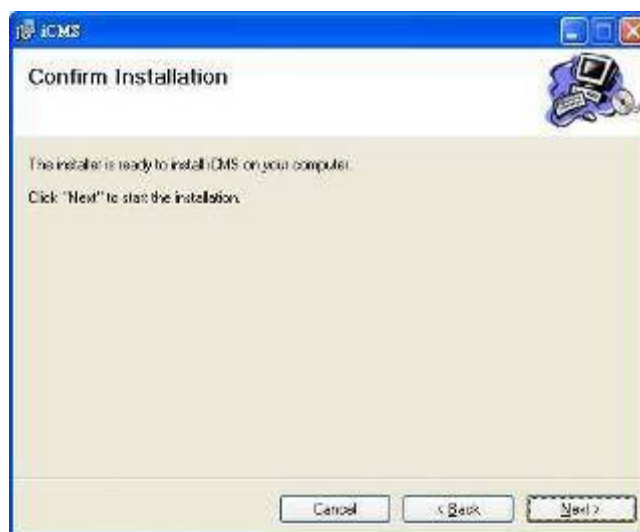 iCMS
Confirm Installation
The installer is ready to install iCMS on your computer.
Click "Next" to start the installation.
Cancel
< Back
Next >